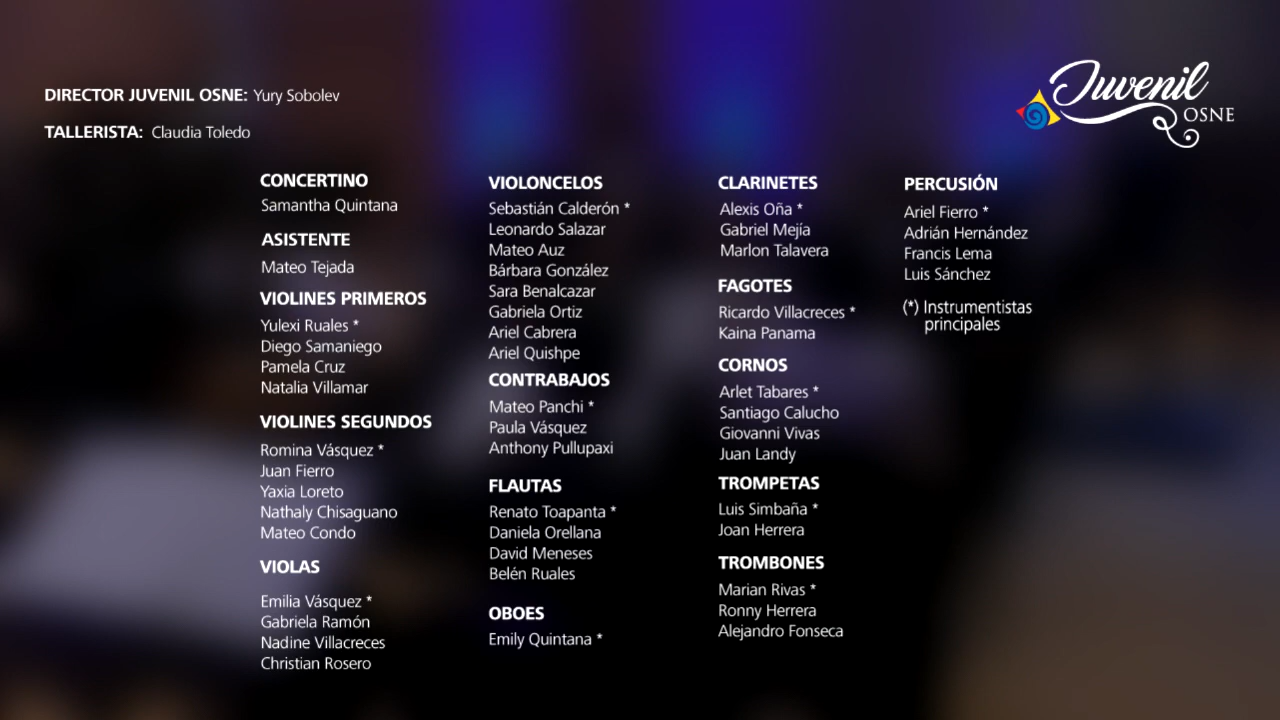 DIRECTOR JUVENIL OSNE: Yury Sobolev
TALLERISTA: Claudia Toledo
Juvenil
OSNE
CONCERTINO
Samantha Quintana
ASISTENTE
Mateo Tejada
VIOLINES PRIMEROS
Yulexi Ruales *
Diego Samaniego
Pamela Cruz
Natalia Villamar
VIOLINES SEGUNDOS
Romina Vásquez *
Juan Fierro
Yaxia Loreto
Nathaly Chisaguano
Mateo Condo
VIOLAS
Emilia Vásquez *
Gabriela Ramón
Nadine Villacreces
Christian Rosero
VIOLONCELOS
Sebastián Calderón *
Leonardo Salazar
Mateo Auz
Bárbara González
Sara Benalcazar
Gabriela Ortiz
Ariel Cabrera
Ariel Quishpe
CONTRABAJOS
Mateo Panchi *
Paula Vásquez
Anthony Pullupaxi
FLAUTAS
Renato Toapanta *
Daniela Orellana
David Meneses
Belén Ruales
OBOES
Emily Quintana *
CLARINETES
Alexis Oña *
Gabriel Mejía
Marlon Talavera
FAGOTES
Ricardo Villacreces *
Kaina Panama
CORNOS
Arlet Tabares *
Santiago Calucho
Giovanni Vivas
Juan Landy
TROMPETAS
Luis Simbaña *
Joan Herrera
TROMBONES
Marian Rivas *
Ronny Herrera
Alejandro Fonseca
PERCUSIÓN
Ariel Fierro *
Adrián Hernández
Francis Lema
Luis Sánchez
(*) Instrumentistas
principales